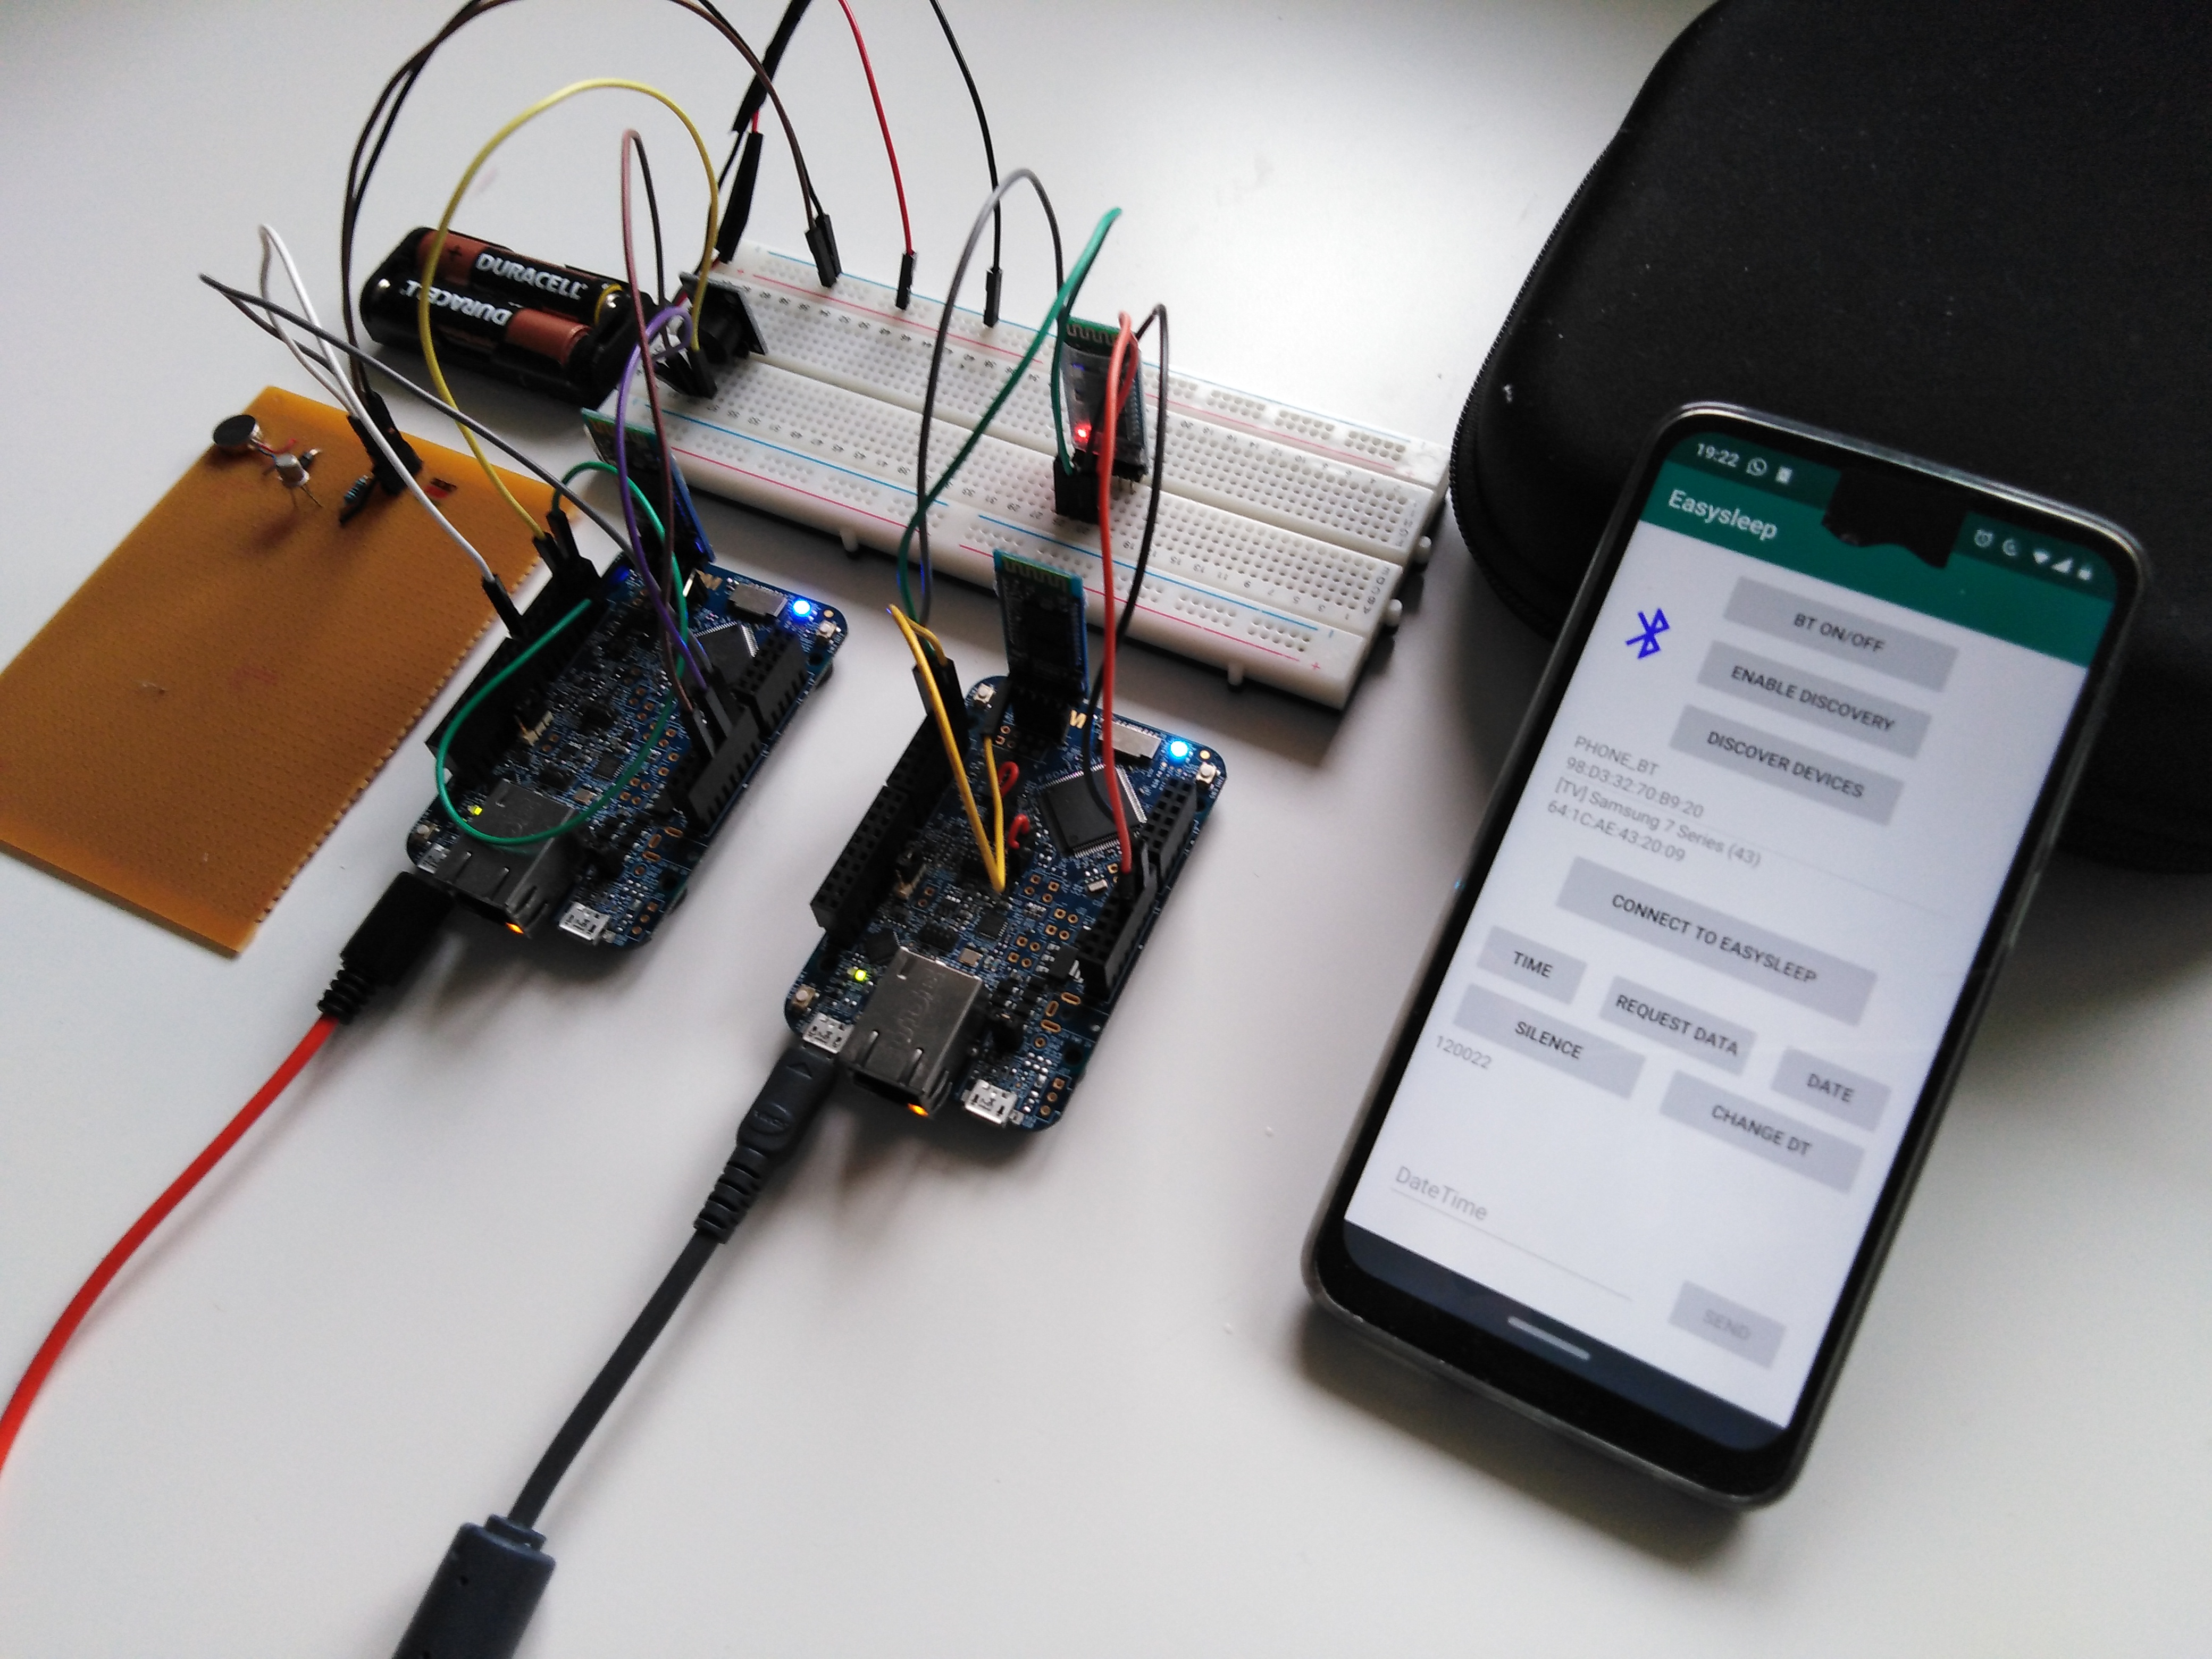 DURACELL
DURACELL
19:22
Easysleep
BT ON/OFF
ENABLE DISCOVERY
DISCOVER DEVICES
PHONE_BT
98:D3:32:70:B9:20
[TV] Samsung 7 Series (43)
64:1C:AE:43:20:09
CONNECT TO EASYSLEEP
TIME
REQUEST DATA
DATE
SILENCE
CHANGE DT
120022
DateTime
SEND